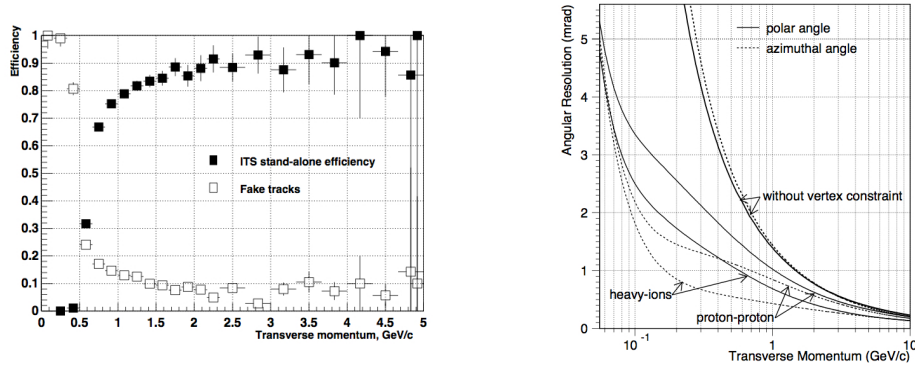 Efficiency
1
0.9
0.8
0.7
0.6
0.5
0.4
0.3
0.2
0.1
0
ITS stand-alone efficiency
Fake tracks
0 0.5 1 1.5 2 2.5 3 3.5 4 4.5 5
Transverse momentum, GeV/c
Angular Resolution (mrad)
5
4
3
2
1
0
polar angle
azimuthal angle
without vertex constraint
heavy-ions
proton-proton
10 -1 1 10
Transverse Momentum (GeV/c)